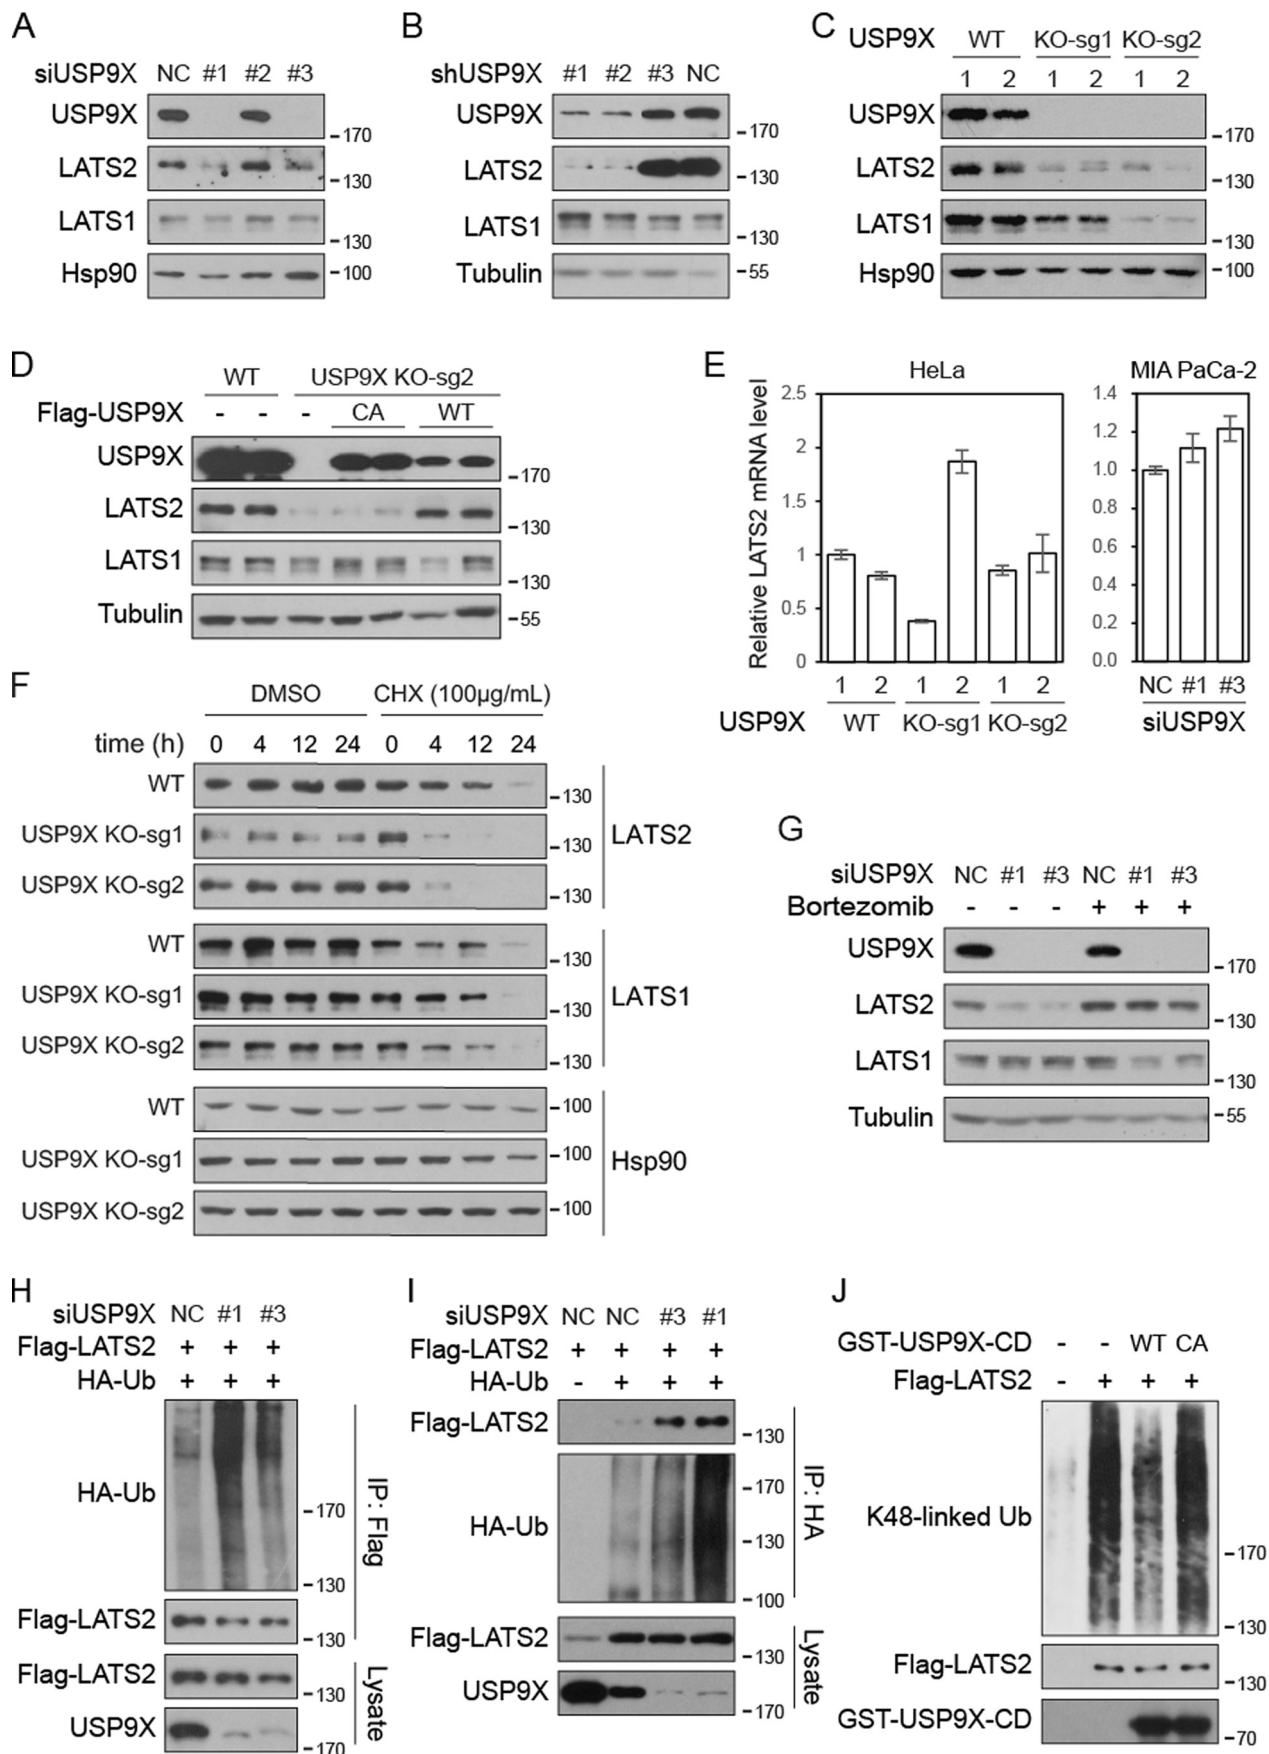 A
siUSP9X NC #1 #2 #3
USP9X
-170
LATS2
-130
LATS1
-130
Hsp90
-100
B
shUSP9X #1 #2 #3 NC
USP9X
-170
LATS2
-130
LATS1
-130
Tubulin
-55
C
USP9X WT KO-sg1 KO-sg2
1 2 1 2 1 2
USP9X
-170
LATS2
-130
LATS1
-130
Hsp90
-100
D
WT USP9X KO-sg2
Flag-USP9X - - - CA WT
USP9X
-170
LATS2
-130
LATS1
-130
Tubulin
-55
E
HeLa
Relative LATS2 mRNA level
2.5
2
1.5
1
0.5
0
1 2 1 2 1 2
USP9X WT KO-sg1 KO-sg2
MIA PaCa-2
1.4
1.2
1.0
0.8
0.6
0.4
0.2
0.0
NC #1 #3
siUSP9X
F
DMSO CHX (100µg/mL)
time (h) 0 4 12 24 0 4 12 24
WT
-130
USP9X KO-sg1
-130
LATS2
USP9X KO-sg2
-130
WT
-130
USP9X KO-sg1
-130
LATS1
USP9X KO-sg2
-130
WT
-100
USP9X KO-sg1
-100
Hsp90
USP9X KO-sg2
-100
G
siUSP9X NC #1 #3 NC #1 #3
Bortezomib - - - + + +
USP9X
-170
LATS2
-130
LATS1
-130
Tubulin
-55
H
siUSP9X NC #1 #3
Flag-LATS2 + + +
HA-Ub + + +
HA-Ub
-170
-130
Flag-LATS2
-130
IP: Flag
Flag-LATS2
-130
USP9X
-170
Lysate
I
siUSP9X NC NC #3 #1
Flag-LATS2 + + + +
HA-Ub - + + +
Flag-LATS2
-130
HA-Ub
-170
-130
-100
IP: HA
Flag-LATS2
-130
USP9X
-170
Lysate
J
GST-USP9X-CD - - WT CA
Flag-LATS2 - + + +
K48-linked Ub
-170
-130
Flag-LATS2
-130
GST-USP9X-CD
-70